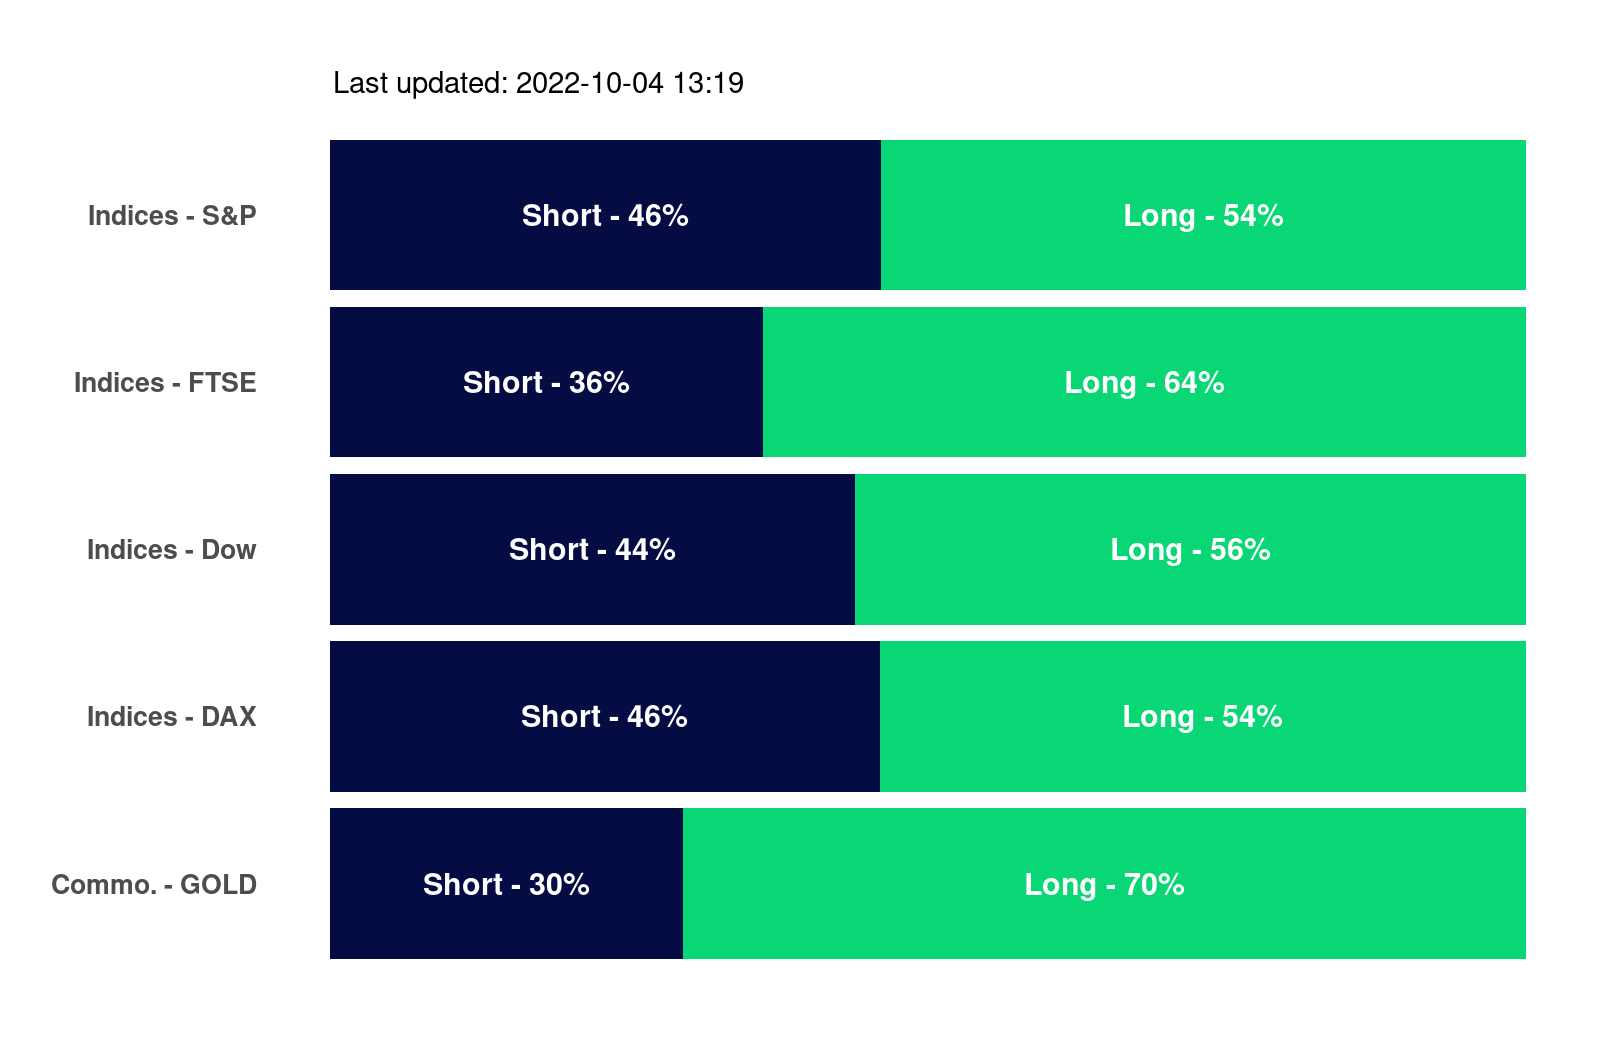 Last updated: 2022-10-04 13:19
Indices - S&P Short - 46% Long - 54%
Indices - FTSE Short - 36% Long - 64%
Indices - Dow Short - 44% Long - 56%
Indices - DAX Short - 46% Long - 54%
Commo. - GOLD Short - 30% Long - 70%